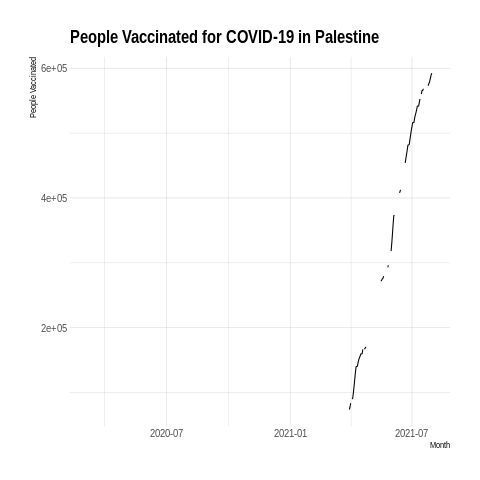 People Vaccinated for COVID-19 in Palestine
People Vaccinated
6e+05
4e+05
2e+05
2020-07
2021-01
2021-07
Month